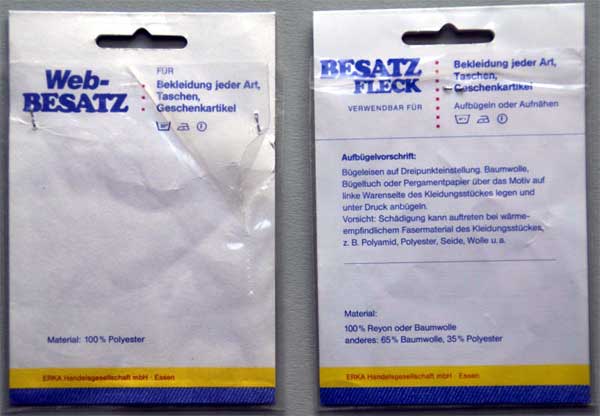 Web-
BESATZ
FÜR
Bekleidung jeder Art,
Taschen,
Geschenkartikel
Material: 100% Polyester
ERKA Handelsgesellschaft mbH · Essen
BESATZ
FLECK
VERWENDBAR FÜR
Bekleidung jeder Art,
Taschen,
Geschenkartikel
Aufbügeln oder Aufnähen
Aufbügelvorschrift:
Bügeleisen auf Dreipunkteinstellung. Baumwolle,
Bügeltuch oder Pergamentpapier über das Motiv auf
linke Warenseite des Kleidungsstückes legen und
unter Druck anbügeln.
Vorsicht: Schädigung kann auftreten bei wärme-
empfindlichem Fasermaterial des Kleidungsstückes,
z. B. Polyamid, Polyester, Seide, Wolle u. a.
Material:
100% Reyon oder Baumwolle
anderes: 65% Baumwolle, 35% Polyester
ERKA Handelsgesellschaft mbH · Essen